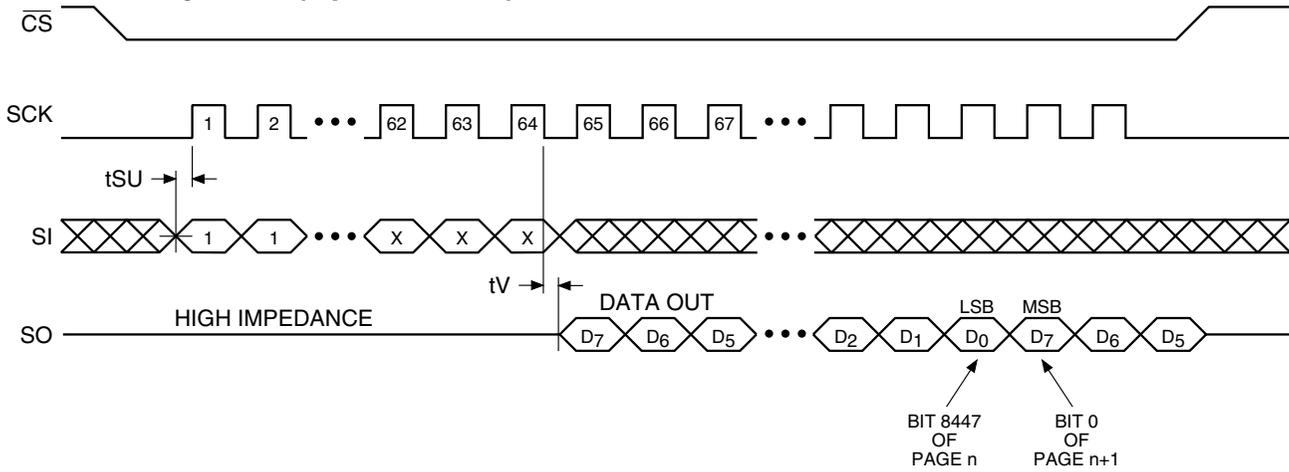 CS
SCK 1 2 ••• 62 63 64 65 66 67 •••
tSU
SI 1 1 ••• X X X •••
tV
DATA OUT
LSB MSB
HIGH IMPEDANCE
SO D7 D6 D5 ••• D2 D1 D0 D7 D6 D5
BIT 8447
OF
PAGE n
BIT 0
OF
PAGE n+1